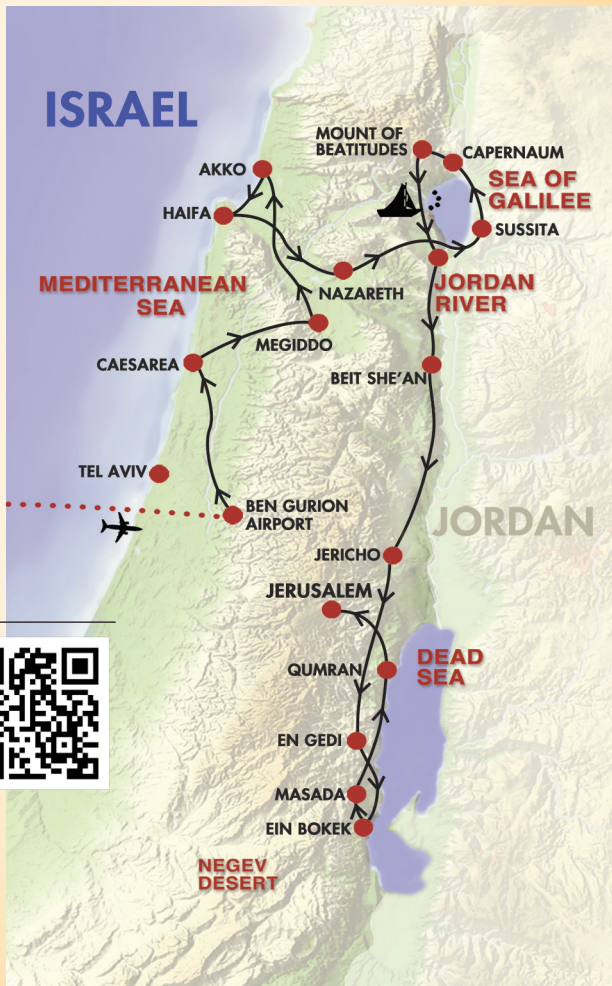 ISRAEL
MOUNT OF
BEATITUDES
CAPERNAUM
AKKO
SEA OF
GALILEE
HAIFA
SUSSITA
MEDITERRANEAN
SEA
NAZARETH
JORDAN
RIVER
MEGIDDO
CAESAREA
BEIT SHE'AN
TEL AVIV
BEN GURION
AIRPORT
JORDAN
JERICHO
JERUSALEM
QUMRAN
DEAD
SEA
EN GEDI
MASADA
EIN BOKEK
NEGEV
DESERT